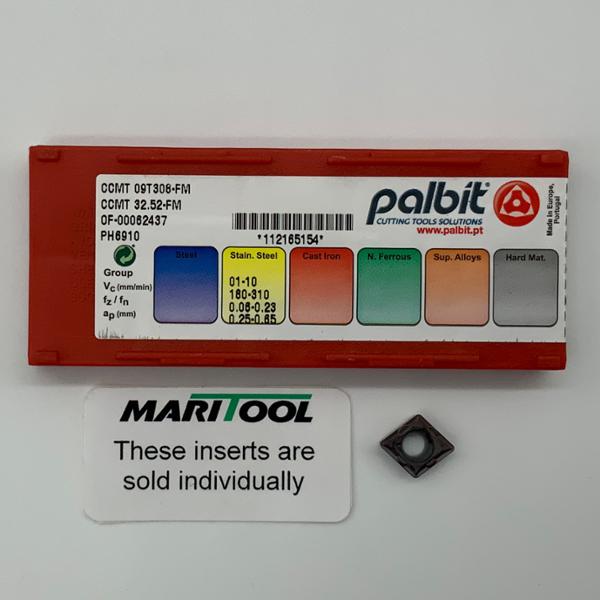 CCMT 09T308-FM
CCMT 32.52-FM
OF-00062437
PH6910
*112165154*
palbit®
CUTTING TOOLS SOLUTIONS
www.palbit.pt
Made in Europe,
Portugal
Group
Vc (mm/min)
fz / fn
ap (mm)
Steel
Stain. Steel
01-10
180-310
0.06-0.23
0.25-0.65
Cast Iron
N. Ferrous
Sup. Alloys
Hard Mat.
MARITOOL
These inserts are
sold individually